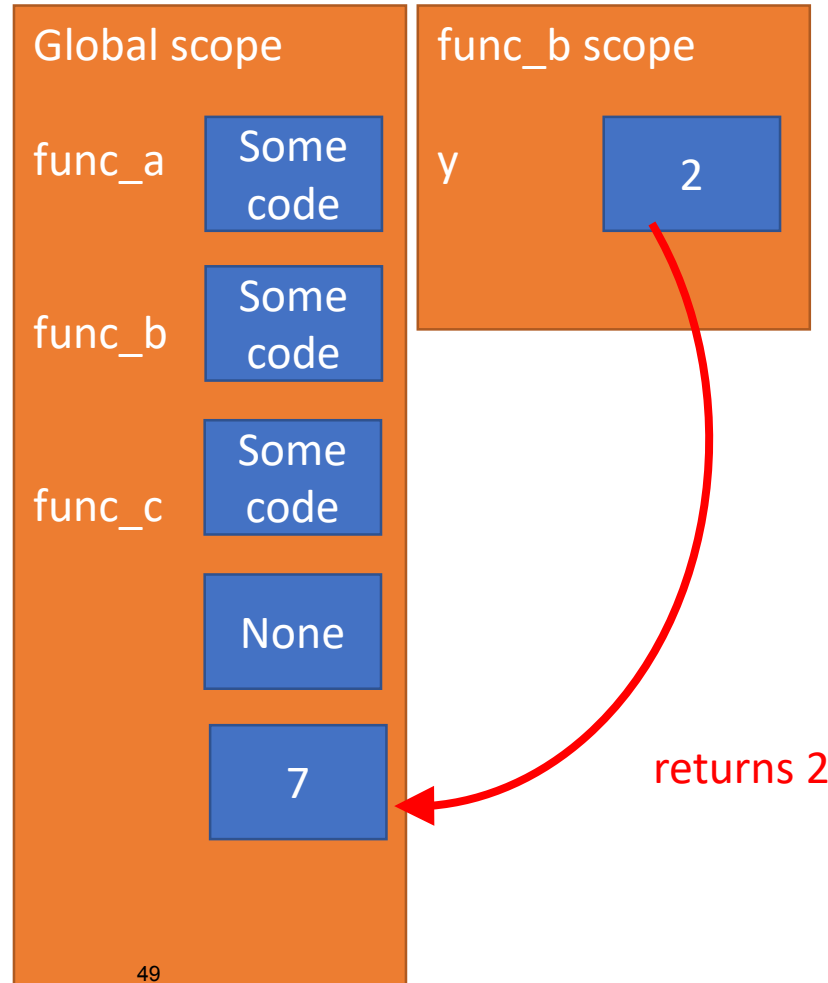 Global scope
func_a
Some
code
func_b
Some
code
func_c
Some
code
None
7
49
func_b scope
y
2
returns 2